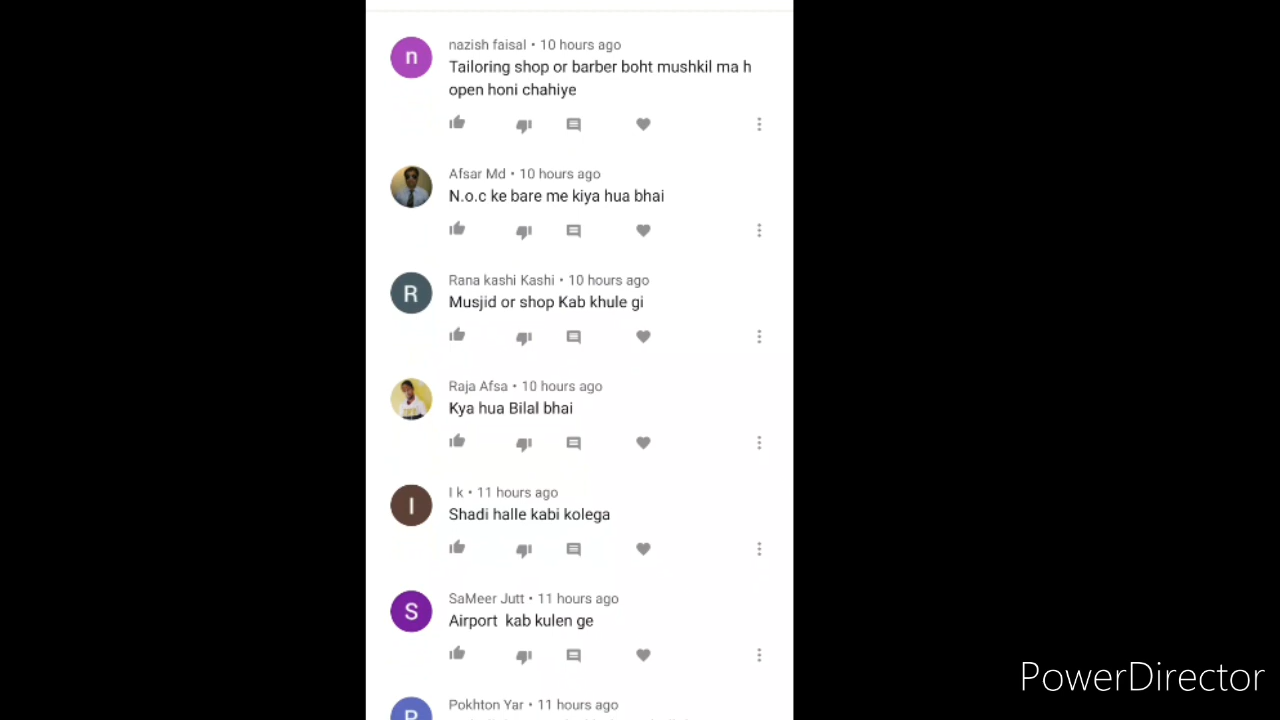 n
nazish faisal • 10 hours ago
Tailoring shop or barber boht mushkil ma h
open honi chahiye
Afsar Md • 10 hours ago
N.o.c ke bare me kiya hua bhai
R
Rana kashi Kashi • 10 hours ago
Musjid or shop Kab khule gi
Raja Afsa • 10 hours ago
Kya hua Bilal bhai
I
I k • 11 hours ago
Shadi halle kabi kolega
S
SaMeer Jutt • 11 hours ago
Airport kab kulen ge
P
Pokhton Yar • 11 hours ago
PowerDirector